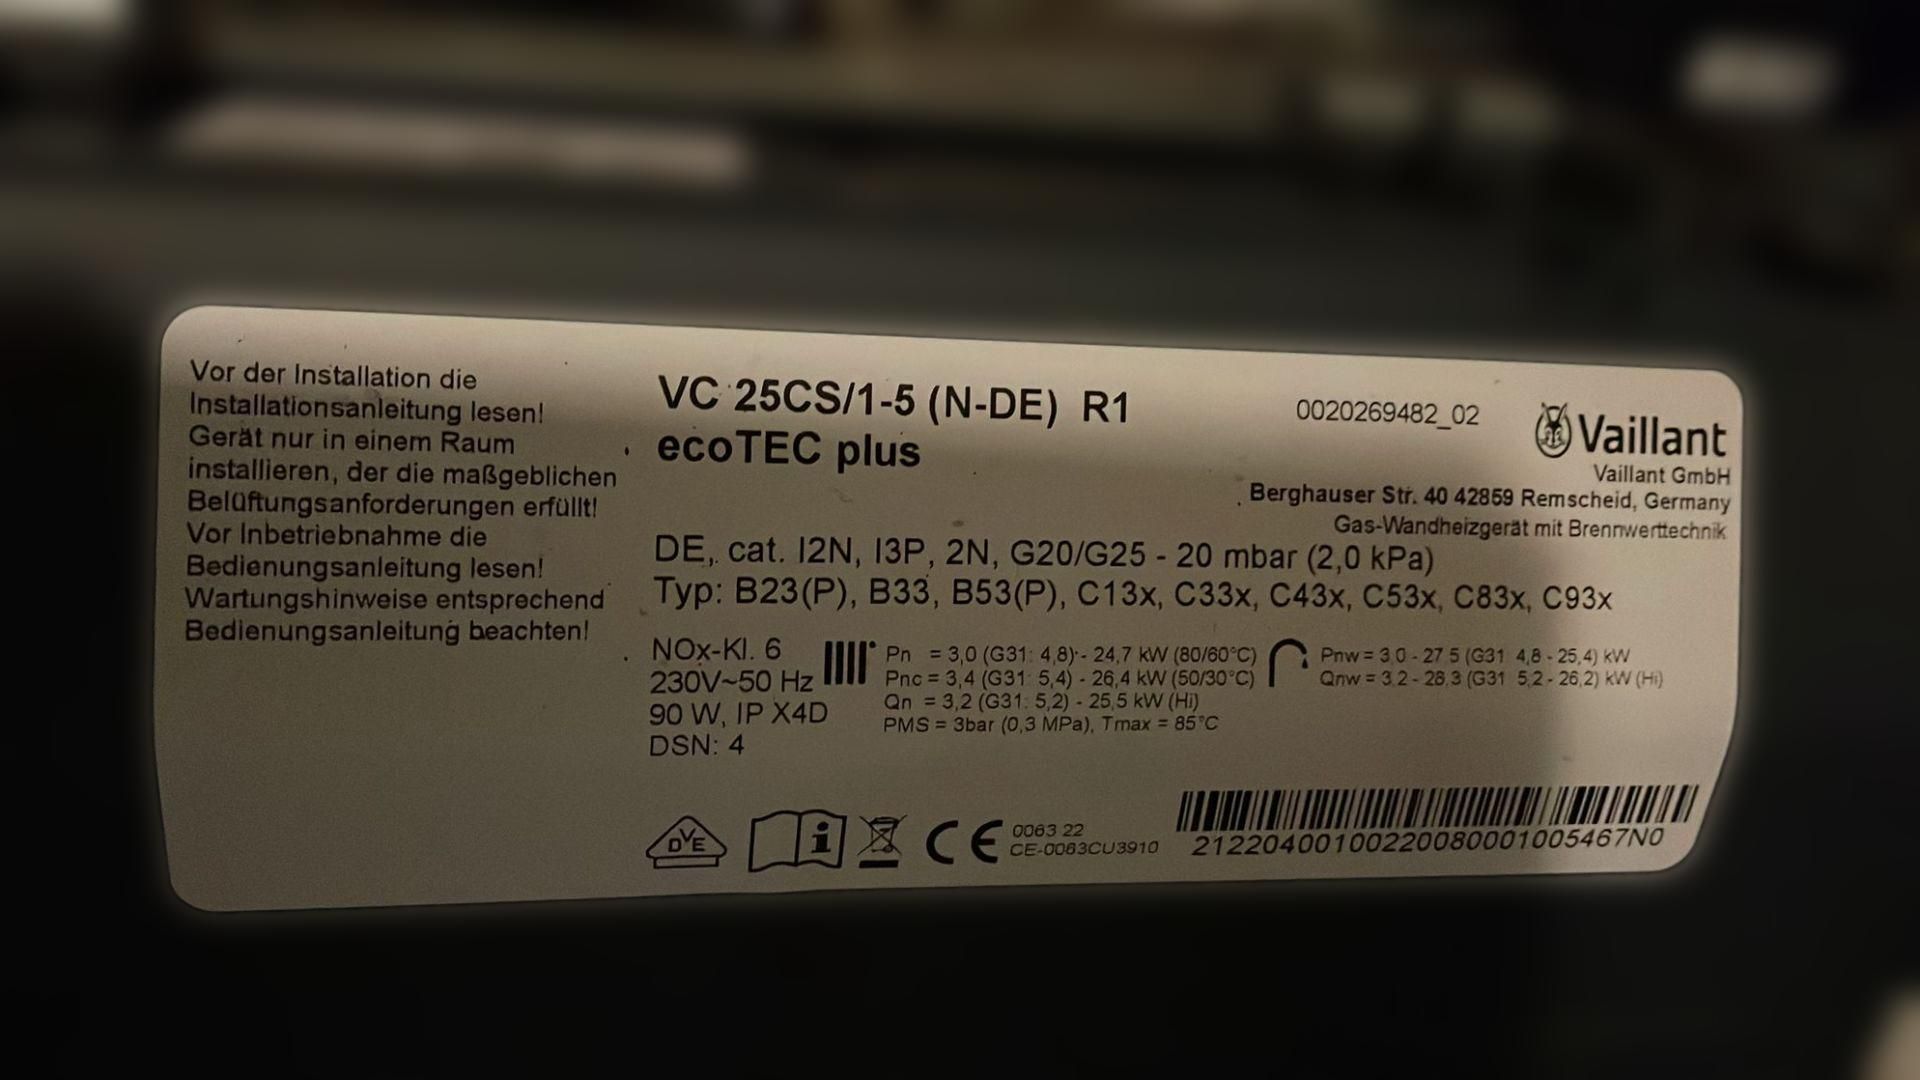 Vor der Installation die
Installationsanleitung lesen!
Gerät nur in einem Raum
installieren, der die maßgeblichen
Belüftungsanforderungen erfüllt!
Vor Inbetriebnahme die
Bedienungsanleitung lesen!
Wartungshinweise entsprechend
Bedienungsanleitung beachten!
VC 25CS/1-5 (N-DE) R1
ecoTEC plus
0020269482_02
Vaillant
Vaillant GmbH
Berghauser Str. 40 42859 Remscheid, Germany
Gas-Wandheizgerät mit Brennwerttechnik
DE, cat. I2N, I3P, 2N, G20/G25 - 20 mbar (2,0 kPa)
Typ: B23(P), B33, B53(P), C13x, C33x, C43x, C53x, C83x, C93x
NOx-Kl. 6
230V~50 Hz
90 W, IP X4D
DSN: 4
Pn = 3,0 (G31: 4,8) - 24,7 kW (80/60°C)
Pnc = 3,4 (G31: 5,4) - 26,4 kW (50/30°C)
Qn = 3,2 (G31: 5,2) - 25,5 kW (Hi)
PMS = 3bar (0,3 MPa), Tmax = 85°C
Pnw = 3,0 - 27,5 (G31 4,8 - 25,4) kW
Qnw = 3,2 - 28,3 (G31 5,2 - 26,2) kW (Hi)
DVE
i
CE
0063 22
CE-0063CU3910
21220400100220080001005467N0